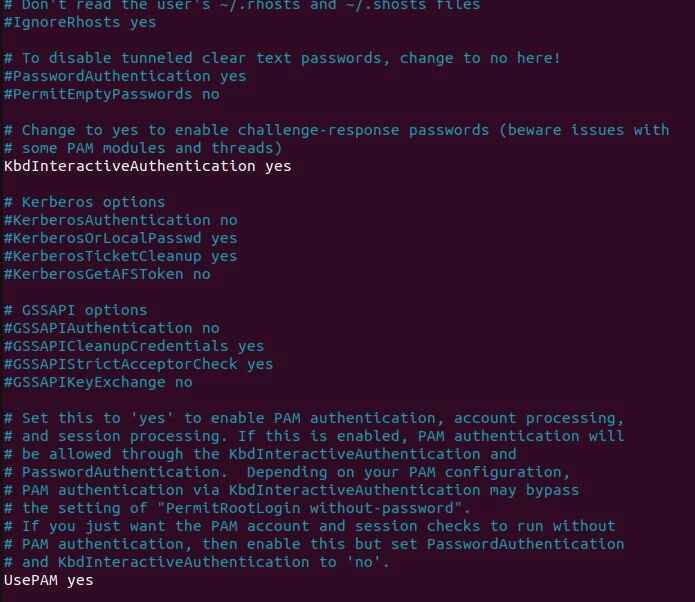 # Don't read the user's ~/.rhosts and ~/.shosts files
#IgnoreRhosts yes
# To disable tunneled clear text passwords, change to no here!
#PasswordAuthentication yes
#PermitEmptyPasswords no
# Change to yes to enable challenge-response passwords (beware issues with
# some PAM modules and threads)
KbdInteractiveAuthentication yes
# Kerberos options
#KerberosAuthentication no
#KerberosOrLocalPasswd yes
#KerberosTicketCleanup yes
#KerberosGetAFSToken no
# GSSAPI options
#GSSAPIAuthentication no
#GSSAPICleanupCredentials yes
#GSSAPIStrictAcceptorCheck yes
#GSSAPIKeyExchange no
# Set this to 'yes' to enable PAM authentication, account processing,
# and session processing. If this is enabled, PAM authentication will
# be allowed through the KbdInteractiveAuthentication and
# PasswordAuthentication.  Depending on your PAM configuration,
# PAM authentication via KbdInteractiveAuthentication may bypass
# the setting of "PermitRootLogin without-password".
# If you just want the PAM account and session checks to run without
# PAM authentication, then enable this but set PasswordAuthentication
# and KbdInteractiveAuthentication to 'no'.
UsePAM yes